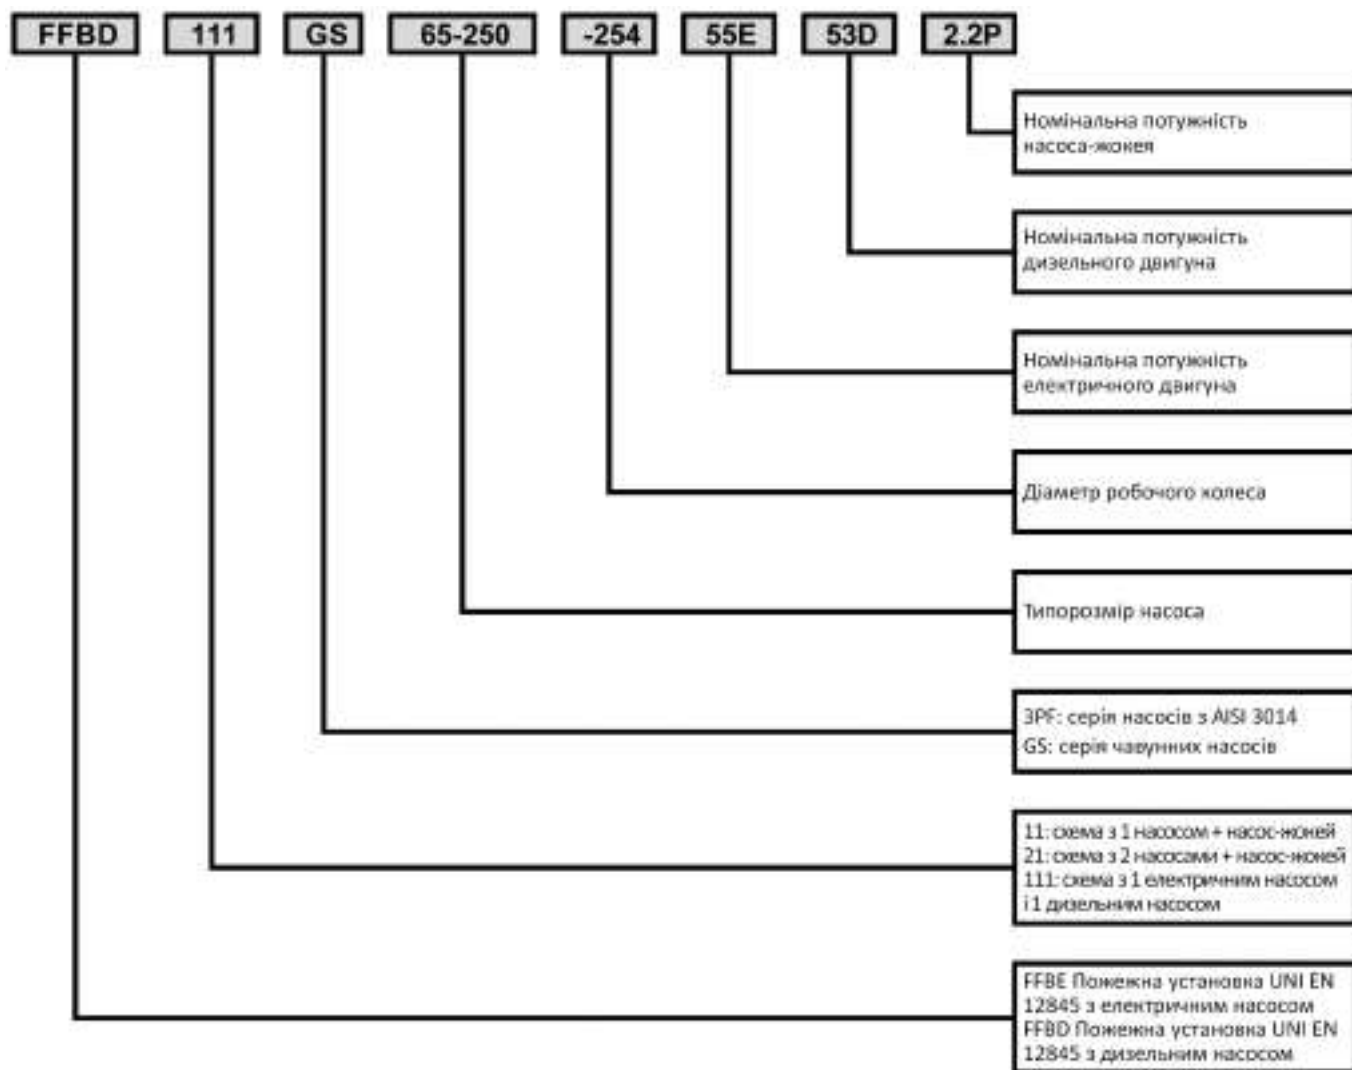 FFBD 111 GS 65-250 -254 55E 53D 2.2P
Номінальна потужність
насоса-жокея
Номінальна потужність
дизельного двигуна
Номінальна потужність
електричного двигуна
Діаметр робочого колеса
Типорозмір насоса
3PF: серія насосів з AISI 3014
GS: серія чавунних насосів
11: схема з 1 насосом + насос-жокей
21: схема з 2 насосами + насос-жокей
111: схема з 1 електричним насосом
і 1 дизельним насосом
FFBE Пожежна установка UNI EN
12845 з електричним насосом
FFBD Пожежна установка UNI EN
12845 з дизельним насосом